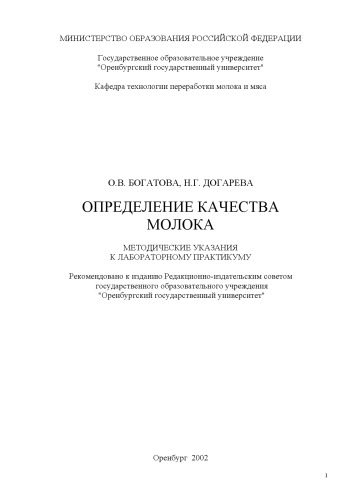 МИНИСТЕРСТВО ОБРАЗОВАНИЯ РОССИЙСКОЙ ФЕДЕРАЦИИ
Государственное образовательное учреждение
"Оренбургский государственный университет"
Кафедра технологии переработки молока и мяса
О.В. БОГАТОВА, Н.Г. ДОГАРЕВА
ОПРЕДЕЛЕНИЕ КАЧЕСТВА
МОЛОКА
МЕТОДИЧЕСКИЕ УКАЗАНИЯ
К ЛАБОРАТОРНОМУ ПРАКТИКУМУ
Рекомендовано к изданию Редакционно-издательским советом
государственного образовательного учреждения
"Оренбургский государственный университет"
Оренбург 2002
1